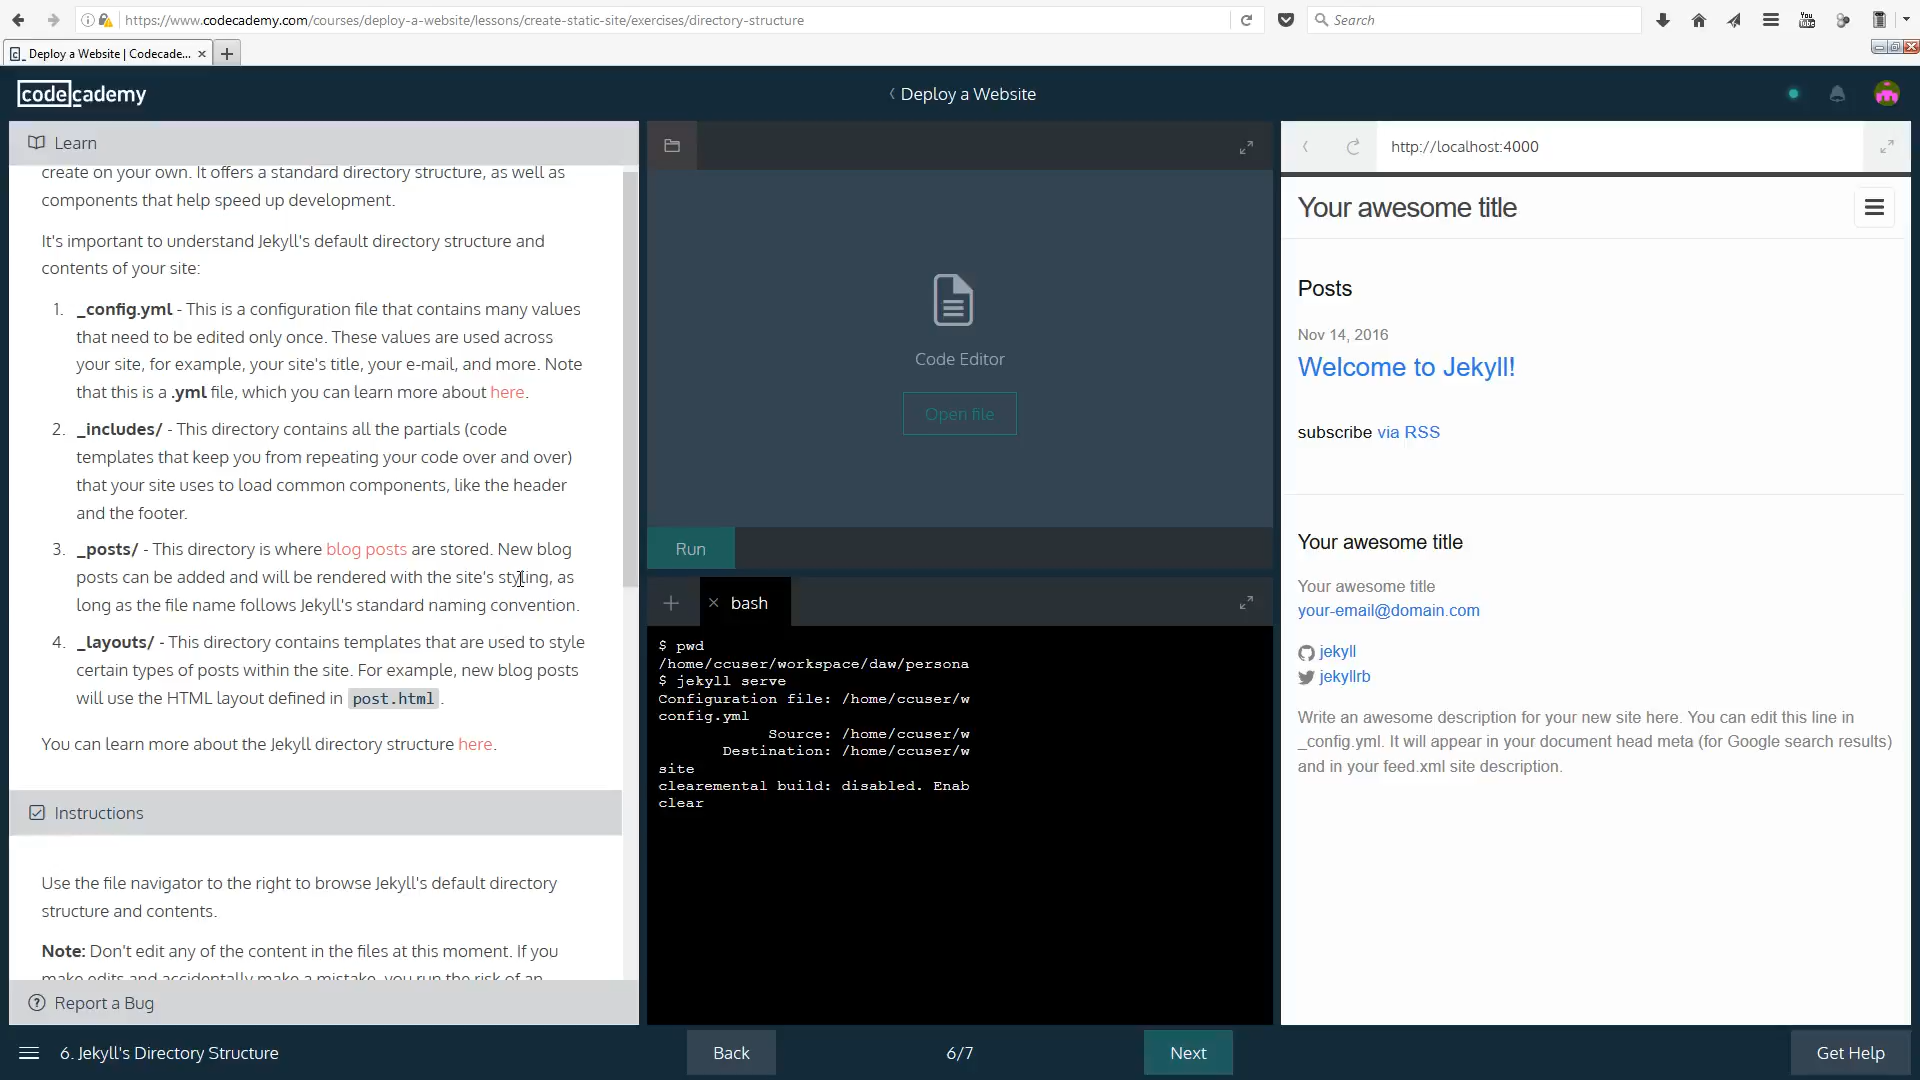 https://www.codecademy.com/courses/deploy-a-website/lessons/create-static-site/exercises/directory-structure
Search
Deploy a Website | Codecade...
codecademy
Deploy a Website
Learn
create on your own. It offers a standard directory structure, as well as
components that help speed up development.
It's important to understand Jekyll's default directory structure and
contents of your site:
1. _config.yml - This is a configuration file that contains many values
that need to be edited only once. These values are used across
your site, for example, your site's title, your e-mail, and more. Note
that this is a .yml file, which you can learn more about here.
2. _includes/ - This directory contains all the partials (code
templates that keep you from repeating your code over and over)
that your site uses to load common components, like the header
and the footer.
3. _posts/ - This directory is where blog posts are stored. New blog
posts can be added and will be rendered with the site's styling, as
long as the file name follows Jekyll's standard naming convention.
4. _layouts/ - This directory contains templates that are used to style
certain types of posts within the site. For example, new blog posts
will use the HTML layout defined in post.html.
You can learn more about the Jekyll directory structure here.
Instructions
Use the file navigator to the right to browse Jekyll's default directory
structure and contents.
Note: Don't edit any of the content in the files at this moment. If you
make edits and accidentally make a mistake, you run the risk of an
Report a Bug
Code Editor
Open file
Run
bash
$ pwd
/home/ccuser/workspace/daw/persona
$ jekyll serve
Configuration file: /home/ccuser/w
config.yml
Source: /home/ccuser/w
Destination: /home/ccuser/w
site
clearemental build: disabled. Enab
clear
http://localhost:4000
Your awesome title
Posts
Nov 14, 2016
Welcome to Jekyll!
subscribe via RSS
Your awesome title
Your awesome title
your-email@domain.com
jekyll
jekyllrb
Write an awesome description for your new site here. You can edit this line in
_config.yml. It will appear in your document head meta (for Google search results)
and in your feed.xml site description.
6. Jekyll's Directory Structure
Back
6/7
Next
Get Help